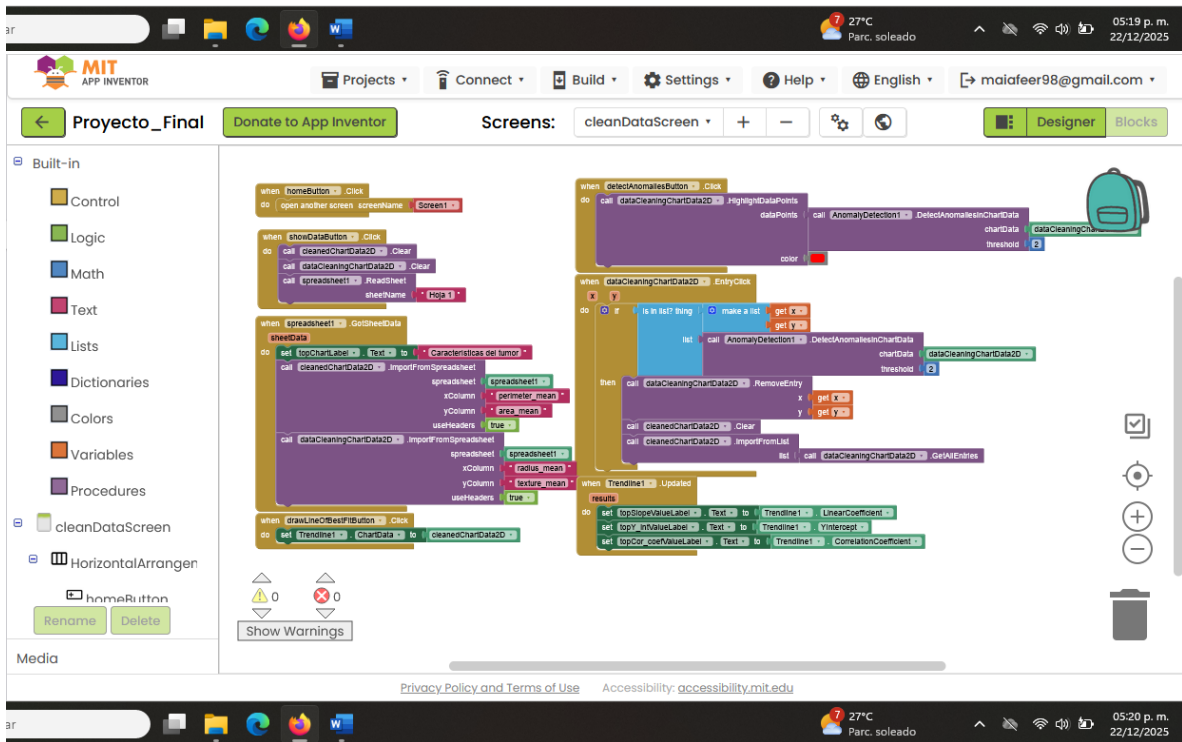 ar
7
27°C
Parc. soleado
05:19 p. m.
22/12/2025
MIT
APP INVENTOR
Projects
Connect
Build
Settings
Help
English
maiafeer98@gmail.com
Proyecto_Final
Donate to App Inventor
Screens:
cleanDataScreen
Designer
Blocks
Built-in
Control
Logic
Math
Text
Lists
Dictionaries
Colors
Variables
Procedures
cleanDataScreen
HorizontalArrangen
homeButton
Rename
Delete
Media
when homeButton .Click
do open another screen screenName Screen1
when showDataButton .Click
do call cleanedChartData2D .Clear
call dataCleaningChartData2D .Clear
call spreadsheet1 .ReadSheet
sheetName " Hoja 1 "
when spreadsheet1 .GotSheetData
sheetData
do set topChartLabel . Text to " Caracteristicas del tumor "
call cleanedChartData2D .ImportFromSpreadsheet
spreadsheet spreadsheet1
xColumn " perimeter_mean "
yColumn " area_mean "
useHeaders true
call dataCleaningChartData2D .ImportFromSpreadsheet
spreadsheet spreadsheet1
xColumn " radius_mean "
yColumn " texture_mean "
useHeaders true
when drawLineOfBestFitButton .Click
do set Trendline1 . ChartData to cleanedChartData2D
when detectAnomaliesButton .Click
do call dataCleaningChartData2D .HighlightDataPoints
dataPoints call AnomalyDetection1 .DetectAnomaliesInChartData
chartData dataCleaningChar
threshold 2
color
when dataCleaningChartData2D .EntryClick
x y
do if is in list? thing make a list get x
get y
list call AnomalyDetection1 .DetectAnomaliesInChartData
chartData dataCleaningChartData2D
threshold 2
then call dataCleaningChartData2D .RemoveEntry
x get x
y get y
call cleanedChartData2D .Clear
call cleanedChartData2D .ImportFromList
list call dataCleaningChartData2D .GetAllEntries
when Trendline1 .Updated
results
do set topSlopeValueLabel . Text to Trendline1 . LinearCoefficient
set topY_IntValueLabel . Text to Trendline1 . YIntercept
set topCor_coefValueLabel . Text to Trendline1 . CorrelationCoefficient
0
0
Show Warnings
Privacy Policy and Terms of Use
Accessibility: accessibility.mit.edu
ar
7
27°C
Parc. soleado
05:20 p. m.
22/12/2025